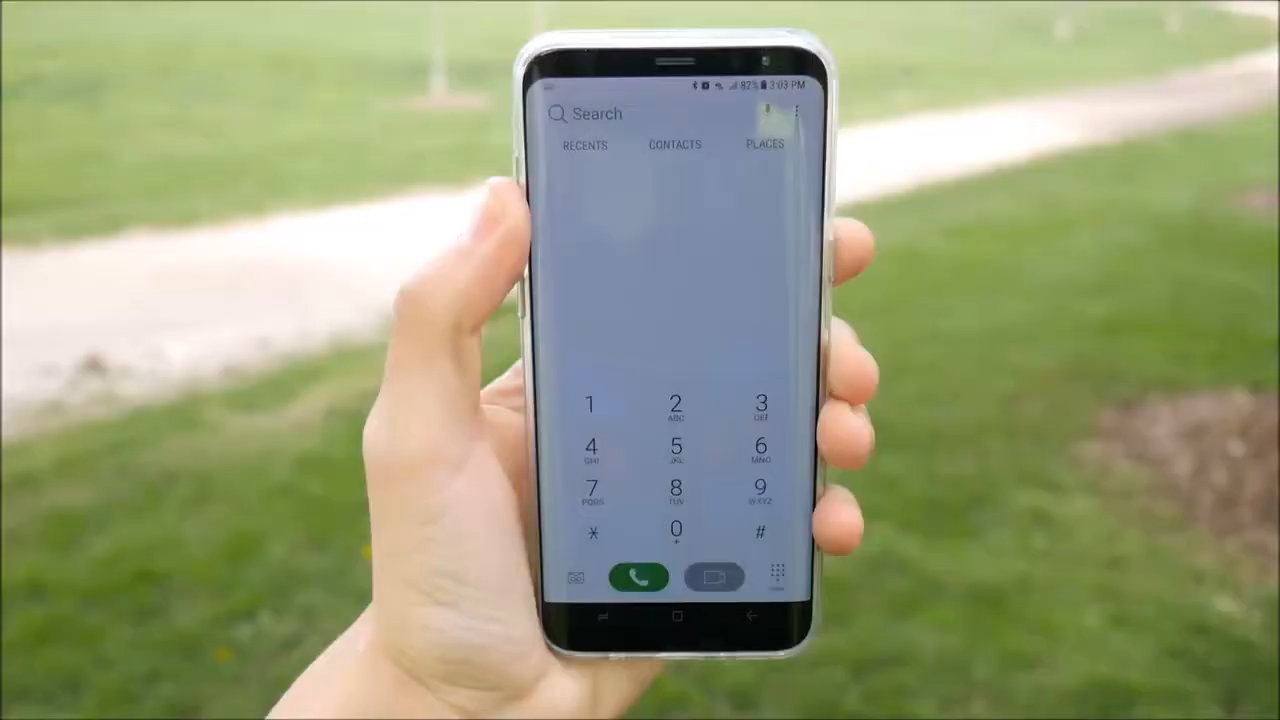 82% 3:03 PM
Search
RECENTS CONTACTS PLACES
1 2 3
ABC DEF
4 5 6
GHI JKL MNO
7 8 9
PQRS TUV WXYZ
* 0 #
+